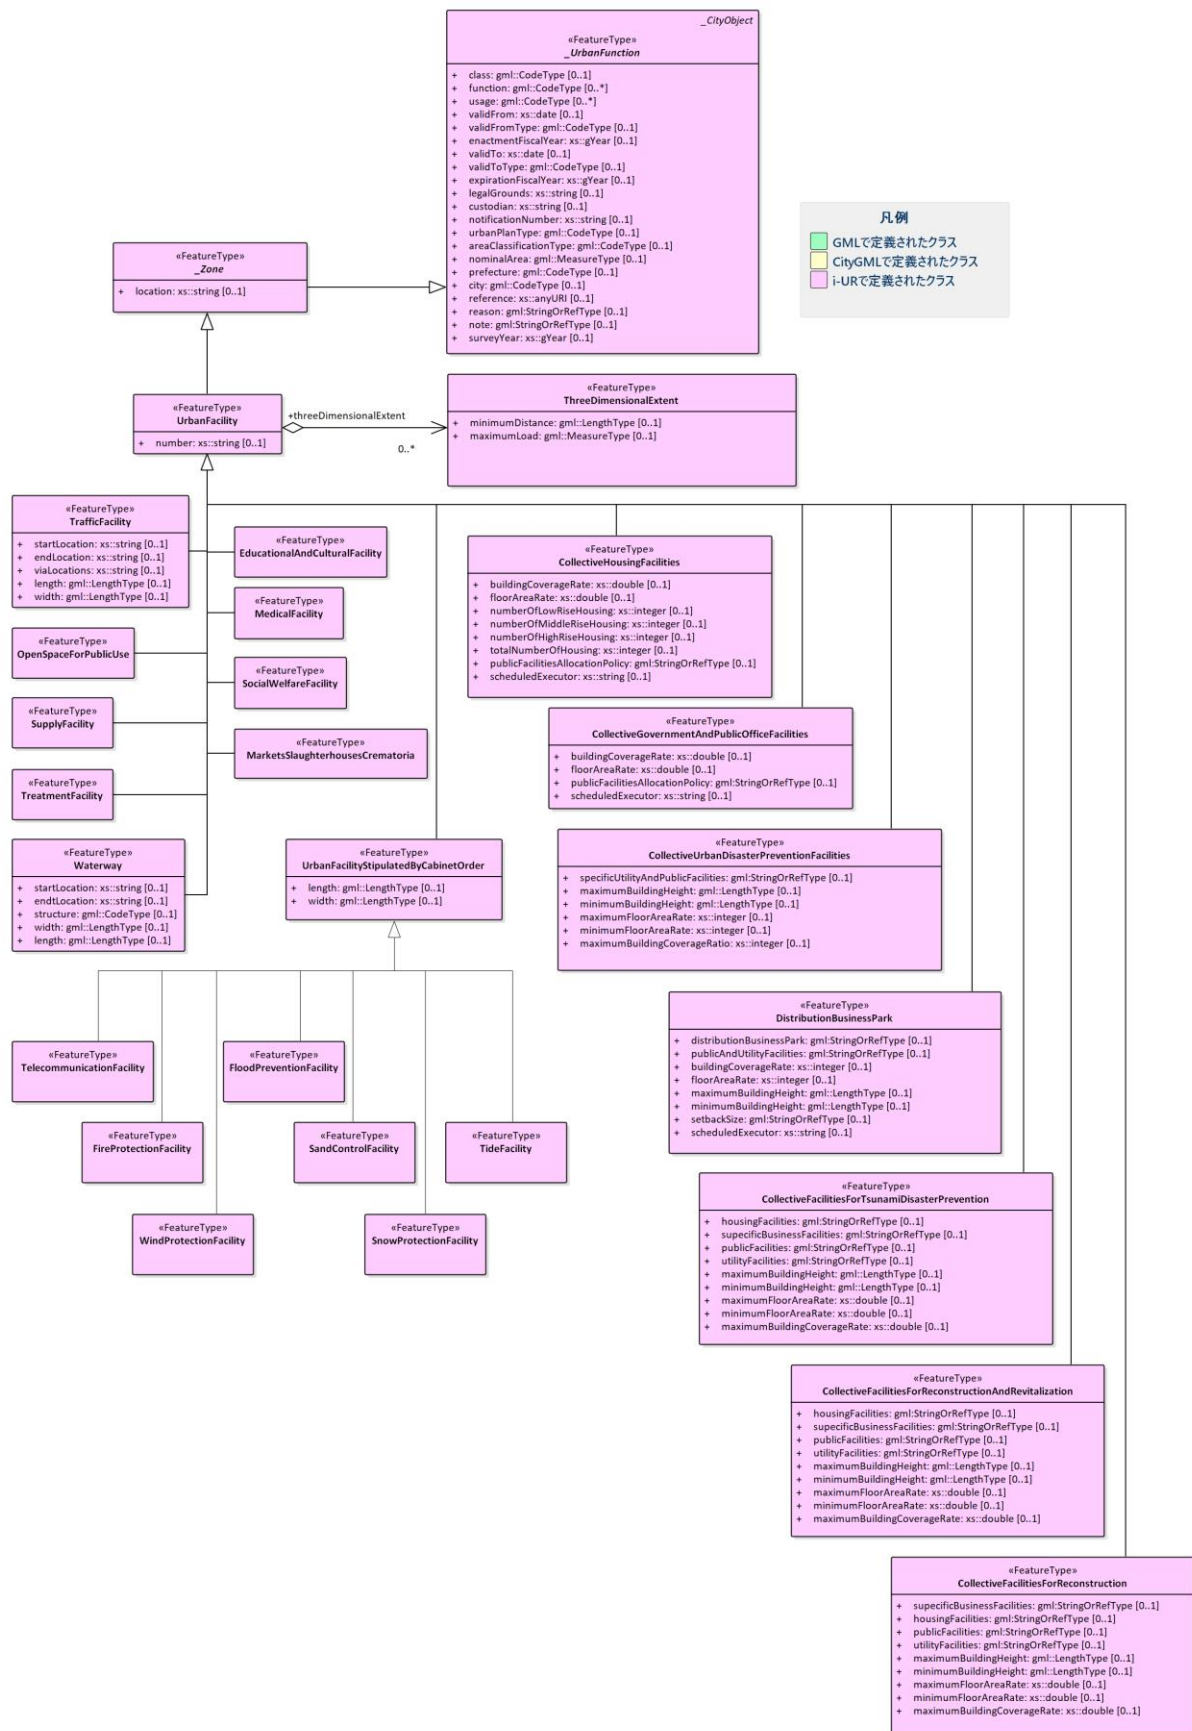 _CityObject
«FeatureType»
_UrbanFunction
+ class: gml::CodeType [0..1]
+ function: gml::CodeType [0..*]
+ usage: gml::CodeType [0..*]
+ validFrom: xs::date [0..1]
+ validFromType: gml::CodeType [0..1]
+ enactmentFiscalYear: xs::gYear [0..1]
+ validTo: xs::date [0..1]
+ validToType: gml::CodeType [0..1]
+ expirationFiscalYear: xs::gYear [0..1]
+ legalGrounds: xs::string [0..1]
+ custodian: xs::string [0..1]
+ notificationNumber: xs::string [0..1]
+ urbanPlanType: gml::CodeType [0..1]
+ areaClassificationType: gml::CodeType [0..1]
+ nominalArea: gml::MeasureType [0..1]
+ prefecture: gml::CodeType [0..1]
+ city: gml::CodeType [0..1]
+ reference: xs::anyURI [0..1]
+ reason: gml:StringOrRefType [0..1]
+ note: gml:StringOrRefType [0..1]
+ surveyYear: xs::gYear [0..1]
凡例
GMLで定義されたクラス
CityGMLで定義されたクラス
i-URで定義されたクラス
«FeatureType»
_Zone
+ location: xs::string [0..1]
«FeatureType»
UrbanFacility
+ number: xs::string [0..1]
+threeDimensionalExtent
0..*
«FeatureType»
ThreeDimensionalExtent
+ minimumDistance: gml::LengthType [0..1]
+ maximumLoad: gml::MeasureType [0..1]
«FeatureType»
TrafficFacility
+ startLocation: xs::string [0..1]
+ endLocation: xs::string [0..1]
+ viaLocations: xs::string [0..1]
+ length: gml::LengthType [0..1]
+ width: gml::LengthType [0..1]
«FeatureType»
EducationalAndCulturalFacility
«FeatureType»
MedicalFacility
«FeatureType»
OpenSpaceForPublicUse
«FeatureType»
SocialWelfareFacility
«FeatureType»
SupplyFacility
«FeatureType»
MarketsSlaughterhousesCrematoria
«FeatureType»
TreatmentFacility
«FeatureType»
Waterway
+ startLocation: xs::string [0..1]
+ endtLocation: xs::string [0..1]
+ structure: gml::CodeType [0..1]
+ width: gml::LengthType [0..1]
+ length: gml::LengthType [0..1]
«FeatureType»
UrbanFacilityStipulatedByCabinetOrder
+ length: gml::LengthType [0..1]
+ width: gml::LengthType [0..1]
«FeatureType»
TelecommunicationFacility
«FeatureType»
FloodPreventionFacility
«FeatureType»
FireProtectionFacility
«FeatureType»
SandControlFacility
«FeatureType»
TideFacility
«FeatureType»
WindProtectionFacility
«FeatureType»
SnowProtectionFacility
«FeatureType»
CollectiveHousingFacilities
+ buildingCoverageRate: xs::double [0..1]
+ floorAreaRate: xs::double [0..1]
+ numberOfLowRiseHousing: xs::integer [0..1]
+ numberOfMiddleRiseHousing: xs::integer [0..1]
+ numberOfHighRiseHousing: xs::integer [0..1]
+ totalNumberOfHousing: xs::integer [0..1]
+ publicFacilitiesAllocationPolicy: gml:StringOrRefType [0..1]
+ scheduledExecutor: xs::string [0..1]
«FeatureType»
CollectiveGovernmentAndPublicOfficeFacilities
+ buildingCoverageRate: xs::double [0..1]
+ floorAreaRate: xs::double [0..1]
+ publicFacilitiesAllocationPolicy: gml:StringOrRefType [0..1]
+ scheduledExecutor: xs::string [0..1]
«FeatureType»
CollectiveUrbanDisasterPreventionFacilities
+ specificUtilityAndPublicFacilities: gml:StringOrRefType [0..1]
+ maximumBuildingHeight: gml::LengthType [0..1]
+ minimumBuildingHeight: gml::LengthType [0..1]
+ maximumFloorAreaRate: xs::integer [0..1]
+ minimumFloorAreaRate: xs::integer [0..1]
+ maximumBuildingCoverageRatio: xs::integer [0..1]
«FeatureType»
DistributionBusinessPark
+ distributionBusinessPark: gml:StringOrRefType [0..1]
+ publicAndUtilityFacilities: gml:StringOrRefType [0..1]
+ buildingCoverageRate: xs::integer [0..1]
+ floorAreaRate: xs::integer [0..1]
+ maximumBuildingHeight: gml::LengthType [0..1]
+ minimumBuildingHeight: gml::LengthType [0..1]
+ setbackSize: gml:StringOrRefType [0..1]
+ scheduledExecutor: xs::string [0..1]
«FeatureType»
CollectiveFacilitiesForTsunamiDisasterPrevention
+ housingFacilities: gml:StringOrRefType [0..1]
+ supecificBusinessFacilities: gml:StringOrRefType [0..1]
+ publicFacilities: gml:StringOrRefType [0..1]
+ utilityFacilities: gml:StringOrRefType [0..1]
+ maximumBuildingHeight: gml::LengthType [0..1]
+ minimumBuildingHeight: gml::LengthType [0..1]
+ maximumFloorAreaRate: xs::double [0..1]
+ minimumFloorAreaRate: xs::double [0..1]
+ maximumBuildingCoverageRate: xs::double [0..1]
«FeatureType»
CollectiveFacilitiesForReconstructionAndRevitalization
+ housingFacilities: gml:StringOrRefType [0..1]
+ supecificBusinessFacilities: gml:StringOrRefType [0..1]
+ publicFacilities: gml:StringOrRefType [0..1]
+ utilityFacilities: gml:StringOrRefType [0..1]
+ maximumBuildingHeight: gml::LengthType [0..1]
+ minimumBuildingHeight: gml::LengthType [0..1]
+ maximumFloorAreaRate: xs::double [0..1]
+ minimumFloorAreaRate: xs::double [0..1]
+ maximumBuildingCoverageRate: xs::double [0..1]
«FeatureType»
CollectiveFacilitiesForReconstruction
+ supecificBusinessFacilities: gml:StringOrRefType [0..1]
+ housingFacilities: gml:StringOrRefType [0..1]
+ publicFacilities: gml:StringOrRefType [0..1]
+ utilityFacilities: gml:StringOrRefType [0..1]
+ maximumBuildingHeight: gml::LengthType [0..1]
+ minimumBuildingHeight: gml::LengthType [0..1]
+ maximumFloorAreaRate: xs::double [0..1]
+ minimumFloorAreaRate: xs::double [0..1]
+ maximumBuildingCoverageRate: xs::double [0..1]